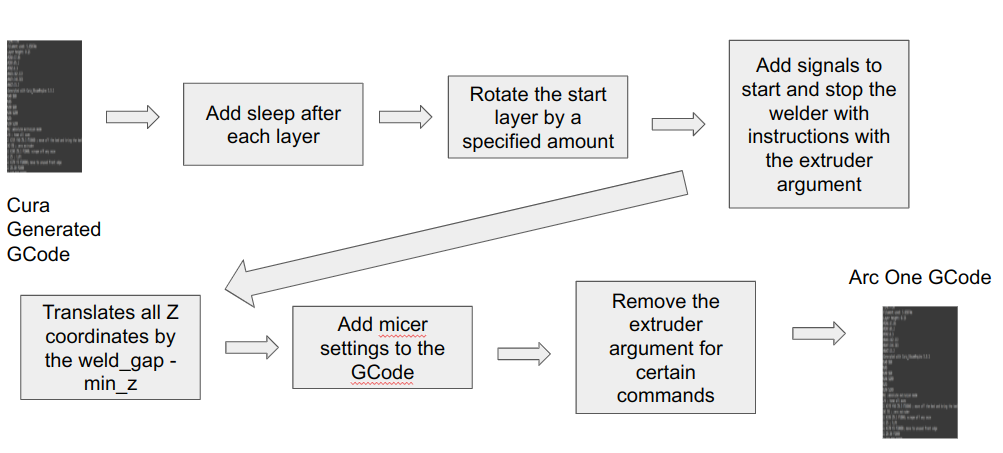 Add sleep after
each layer
Rotate the start
layer by a
specified amount
Add signals to
start and stop the
welder with
instructions with
the extruder
argument
Cura
Generated
GCode
Translates all Z
coordinates by
the weld_gap -
min_z
Add micer
settings to the
GCode
Remove the
extruder
argument for
certain
commands
Arc One GCode